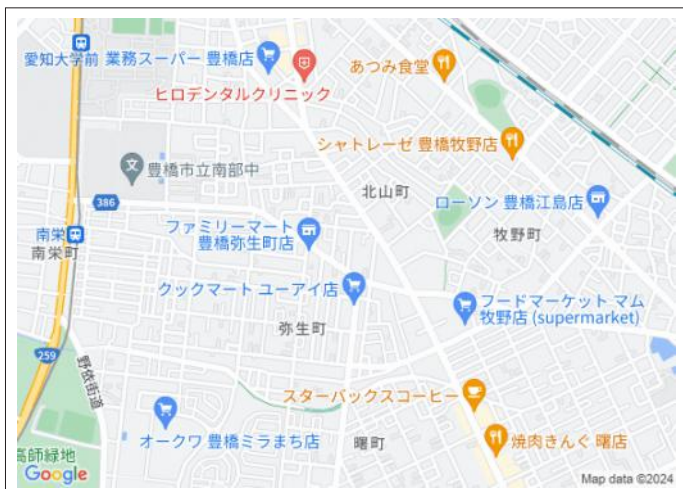 愛知大学前
業務スーパー 豊橋店
あつみ食堂
ヒロデンタルクリニック
シャトレーゼ 豊橋牧野店
豊橋市立南部中
北山町
386
ローソン 豊橋江島店
ファミリーマート
豊橋弥生町店
南栄
南栄町
牧野町
クックマート ユーアイ店
フードマーケット マム
牧野店 (supermarket)
弥生町
259
野依街道
スターバックスコーヒー
オークワ 豊橋ミラまち店
曙町
焼肉きんぐ 曙店
高師緑地
Google
Map data ©2024